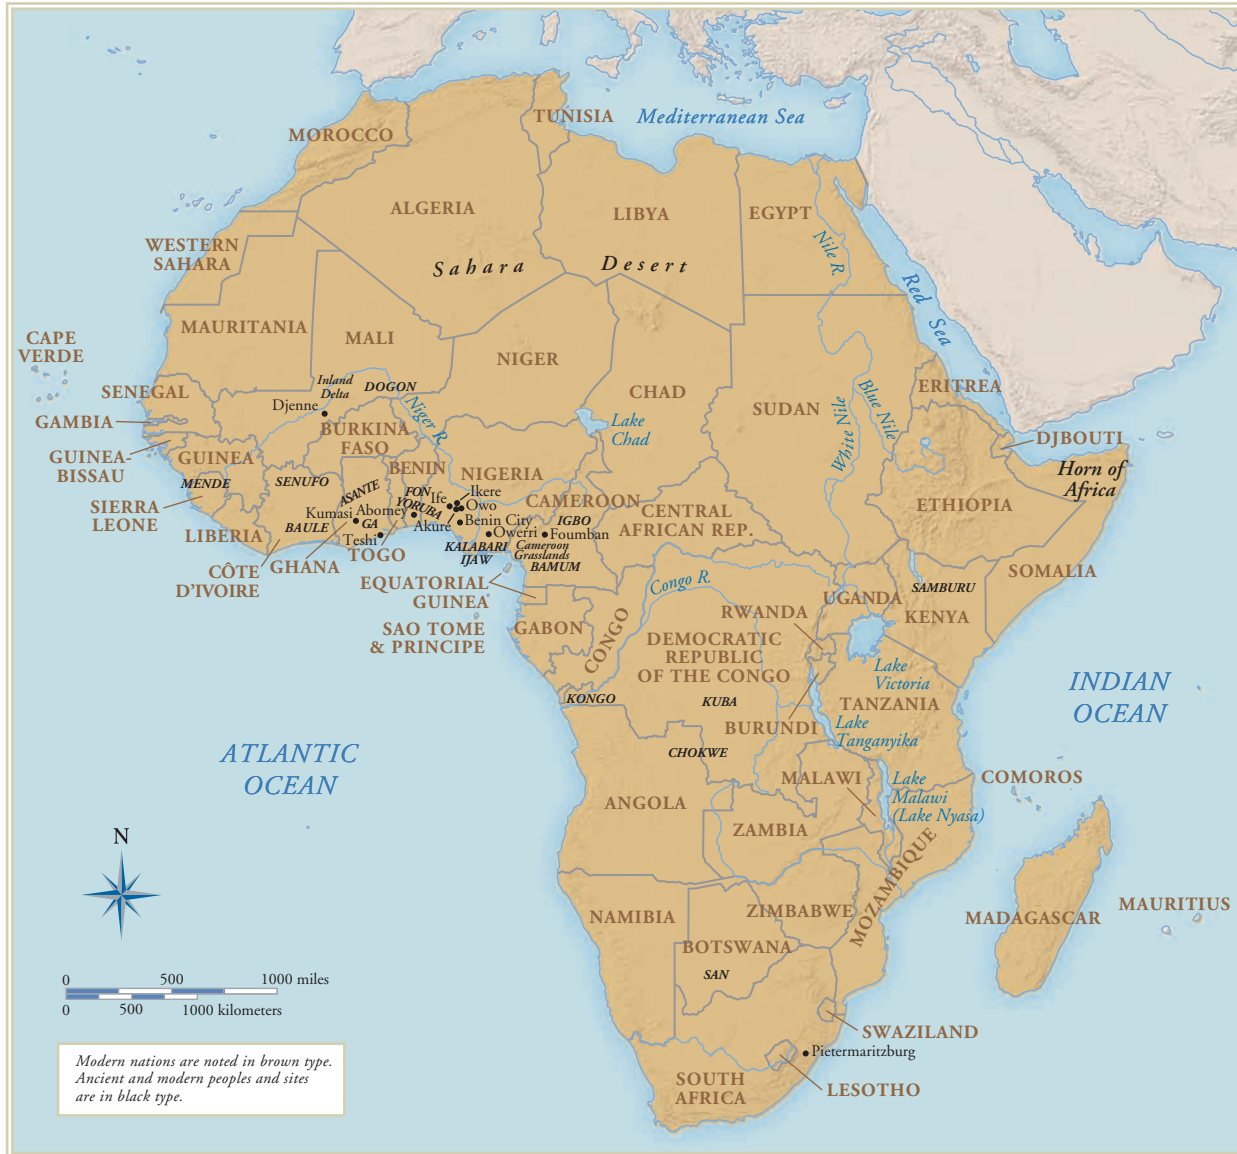 Mediterranean Sea
TUNISIA
MOROCCO
ALGERIA
LIBYA
EGYPT
WESTERN
SAHARA
Sahara Desert
Nile R.
Red Sea
CAPE
VERDE
MAURITANIA
MALI
NIGER
CHAD
SUDAN
ERITREA
SENEGAL
Inland
Delta
DOGON
Djenne
Niger R.
Lake
Chad
White Nile
Blue Nile
GAMBIA
DJBOUTI
GUINEA-
BISSAU
GUINEA
BURKINA
FASO
BENIN
NIGERIA
Horn of
Africa
MENDE
SENUFO
ASANTE
FON
YORUBA
Ife
Ikere
Owo
CAMEROON
ETHIOPIA
SIERRA
LEONE
Kumasi
Abomey
Akure
Benin City
IGBO
CENTRAL
AFRICAN REP.
LIBERIA
BAULE
GA
Teshi
Owerri
Foumban
KALABARI
IJAW
Cameroon
Grasslands
BAMUM
CÔTE
D'IVOIRE
GHANA
TOGO
EQUATORIAL
GUINEA
SOMALIA
Congo R.
SAMBURU
UGANDA
KENYA
RWANDA
SAO TOME
& PRINCIPE
GABON
CONGO
DEMOCRATIC
REPUBLIC
OF THE CONGO
Lake
Victoria
INDIAN
OCEAN
KONGO
KUBA
TANZANIA
BURUNDI
Lake
Tanganyika
ATLANTIC
OCEAN
CHOKWE
MALAWI
Lake
Malawi
(Lake Nyasa)
COMOROS
ANGOLA
ZAMBIA
N
MOZAMBIQUE
NAMIBIA
ZIMBABWE
MADAGASCAR
MAURITIUS
BOTSWANA
SAN
0 500 1000 miles
0 500 1000 kilometers
SWAZILAND
Pietermaritzburg
SOUTH
AFRICA
LESOTHO
Modern nations are noted in brown type.
Ancient and modern peoples and sites
are in black type.